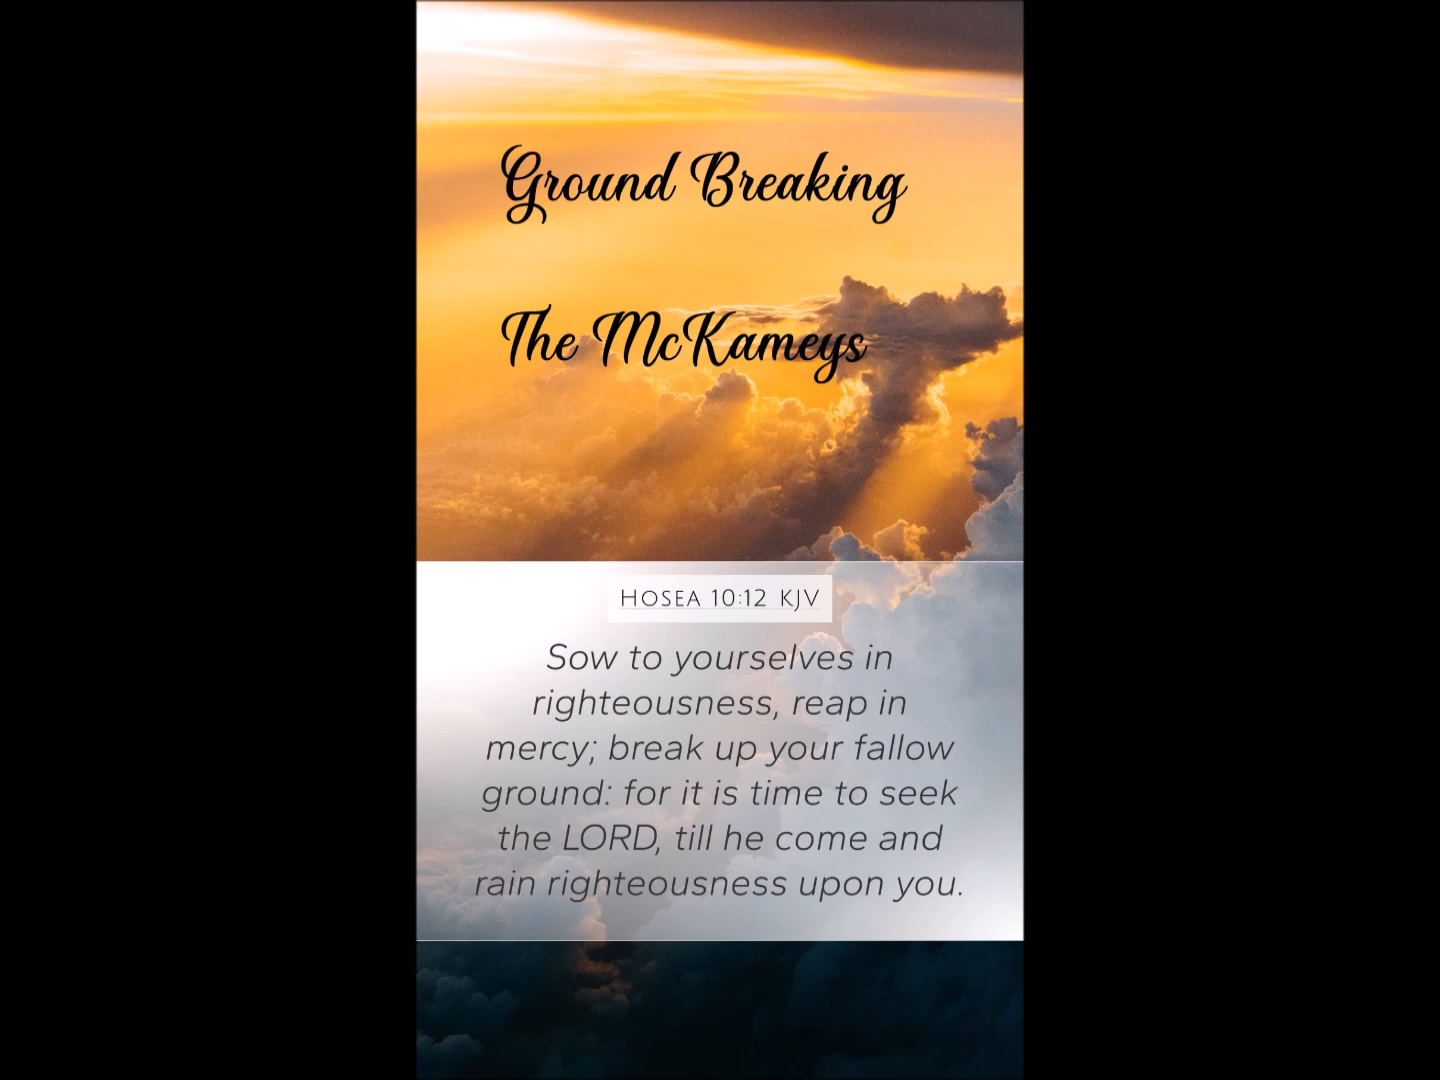 Ground Breaking
The McKameys
HOSEA 10:12 KJV
Sow to yourselves in
righteousness, reap in
mercy; break up your fallow
ground: for it is time to seek
the LORD, till he come and
rain righteousness upon you.